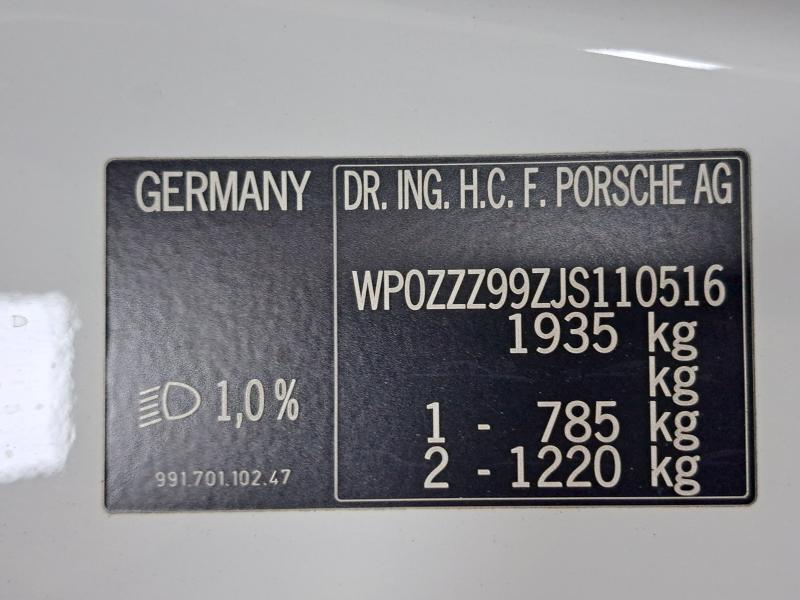 GERMANY
1,0 %
991.701.102.47
DR. ING. H.C. F. PORSCHE AG
WP0ZZZ99ZJS110516
1935 kg
kg
1 - 785 kg
2 - 1220 kg